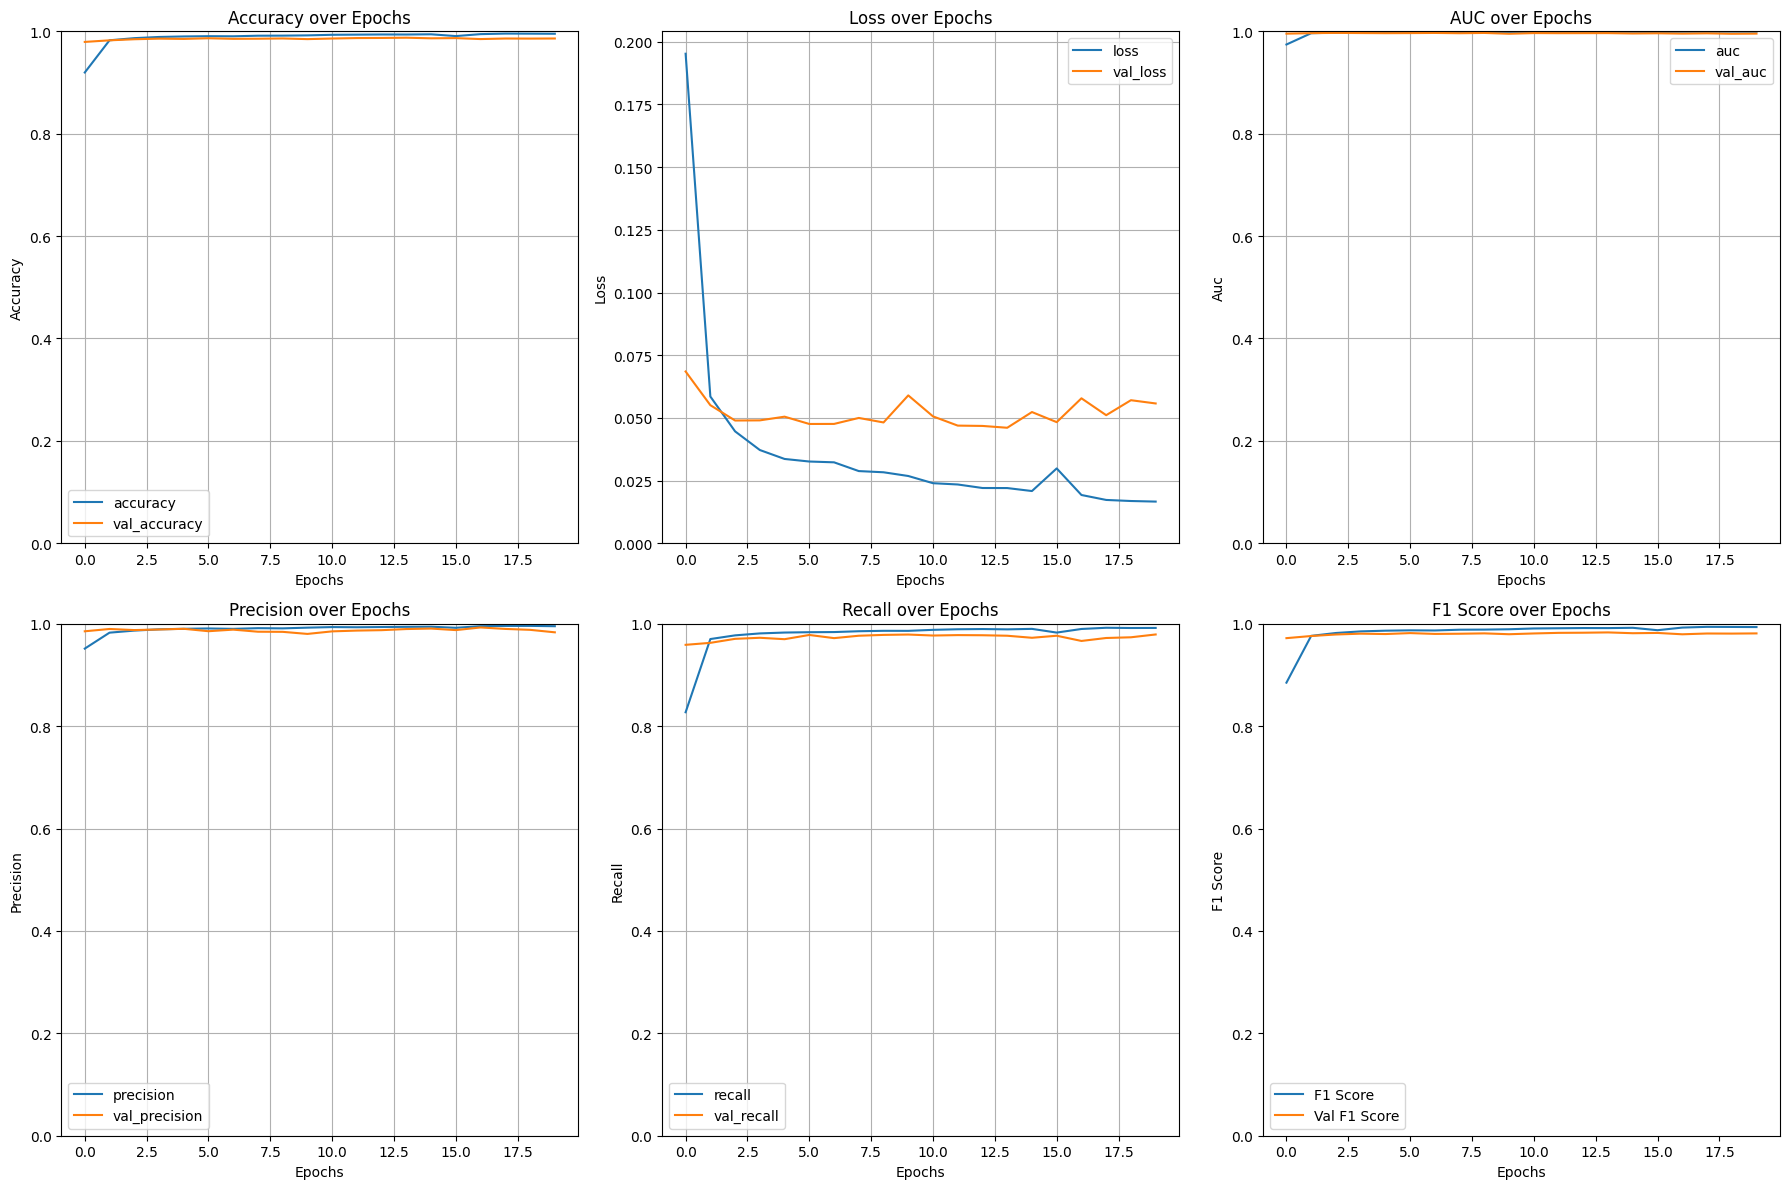 Accuracy over Epochs
1.0
0.8
0.6
0.4
0.2
0.0
Accuracy
accuracy
val_accuracy
0.0 2.5 5.0 7.5 10.0 12.5 15.0 17.5
Epochs
Loss over Epochs
0.200
0.175
0.150
0.125
0.100
0.075
0.050
0.025
0.000
Loss
loss
val_loss
0.0 2.5 5.0 7.5 10.0 12.5 15.0 17.5
Epochs
AUC over Epochs
1.0
0.8
0.6
0.4
0.2
0.0
Auc
auc
val_auc
0.0 2.5 5.0 7.5 10.0 12.5 15.0 17.5
Epochs
Precision over Epochs
1.0
0.8
0.6
0.4
0.2
0.0
Precision
precision
val_precision
0.0 2.5 5.0 7.5 10.0 12.5 15.0 17.5
Epochs
Recall over Epochs
1.0
0.8
0.6
0.4
0.2
0.0
Recall
recall
val_recall
0.0 2.5 5.0 7.5 10.0 12.5 15.0 17.5
Epochs
F1 Score over Epochs
1.0
0.8
0.6
0.4
0.2
0.0
F1 Score
F1 Score
Val F1 Score
0.0 2.5 5.0 7.5 10.0 12.5 15.0 17.5
Epochs